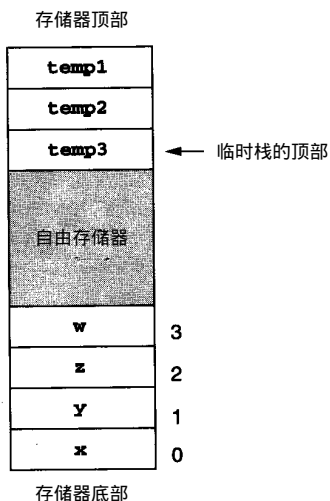 存储器顶部
temp1
temp2
temp3
临时栈的顶部
自由存储器
w 3
z 2
y 1
x 0
存储器底部